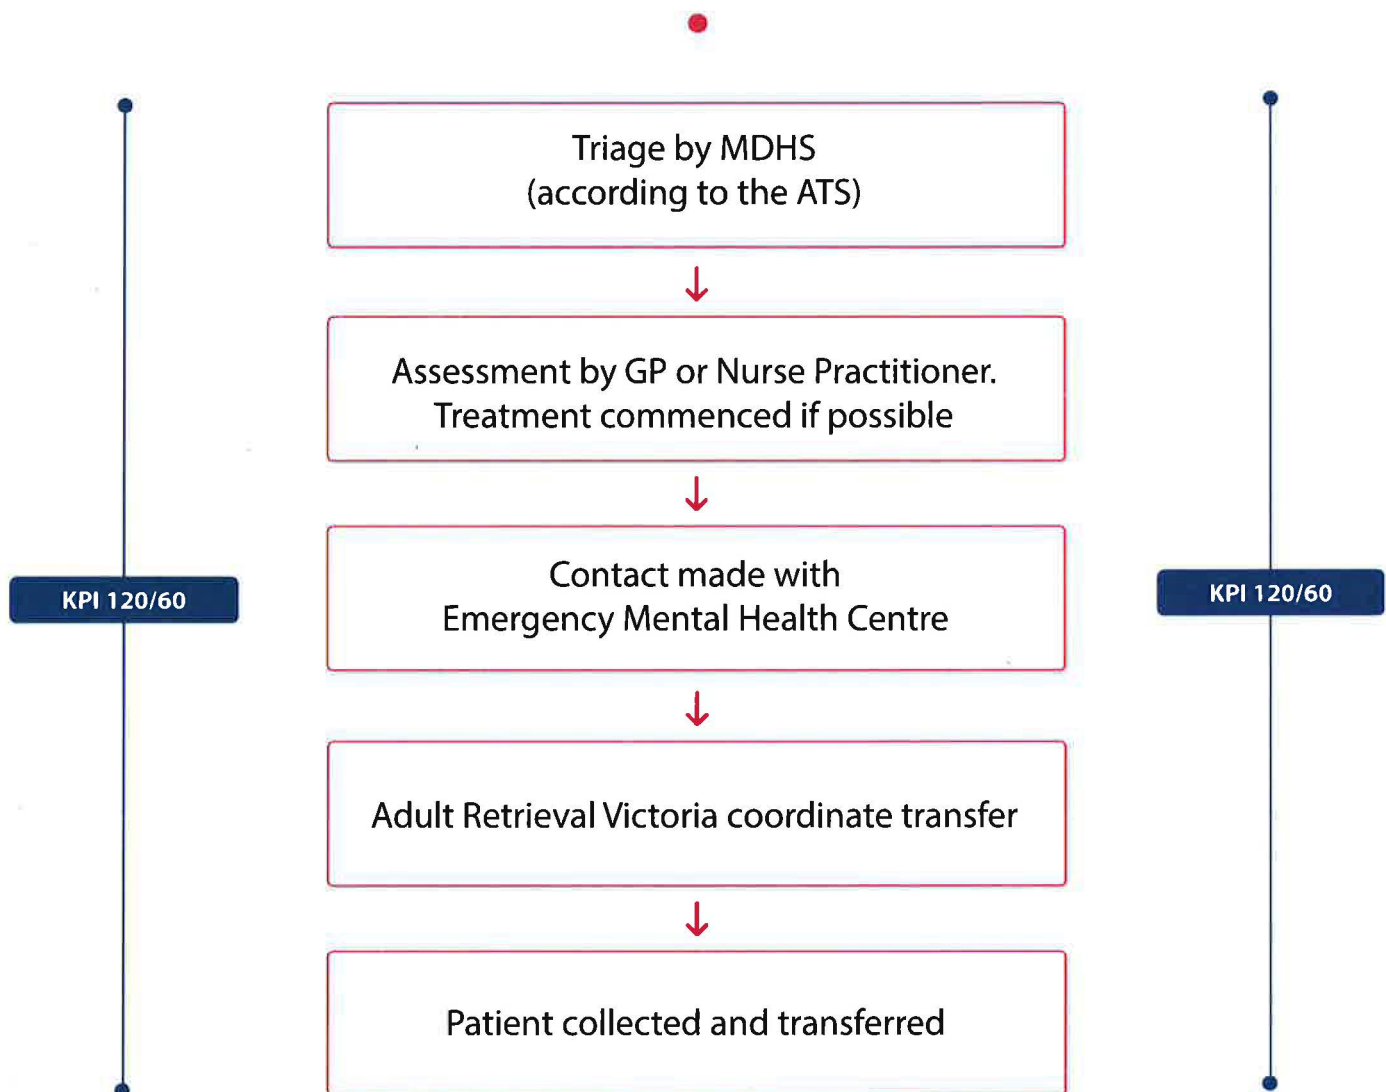 Triage by MDHS
(according to the ATS)
Assessment by GP or Nurse Practitioner.
Treatment commenced if possible
Contact made with
Emergency Mental Health Centre
KPI 120/60
KPI 120/60
Adult Retrieval Victoria coordinate transfer
Patient collected and transferred